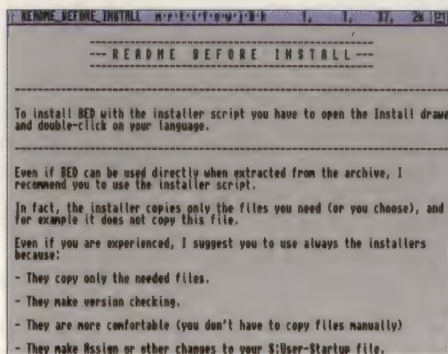 README_BEFORE_INSTALL 1, 1, 37, 2K
--- README BEFORE INSTALL ---
To install BED with the installer script you have to open the Install drawe
and double-click on your language.
Even if BED can be used directly when extracted from the archive, I
recommend you to use the installer script.
In fact, the installer copies only the files you need (or you choose), and
for example it does not copy this file.
Even if you are experienced, I suggest you to use always the installers
because:
- They copy only the needed files.
- They make version checking.
- They are more comfortable (you don't have to copy files manually)
- They make Assign or other changes to your S:User-Startup file.